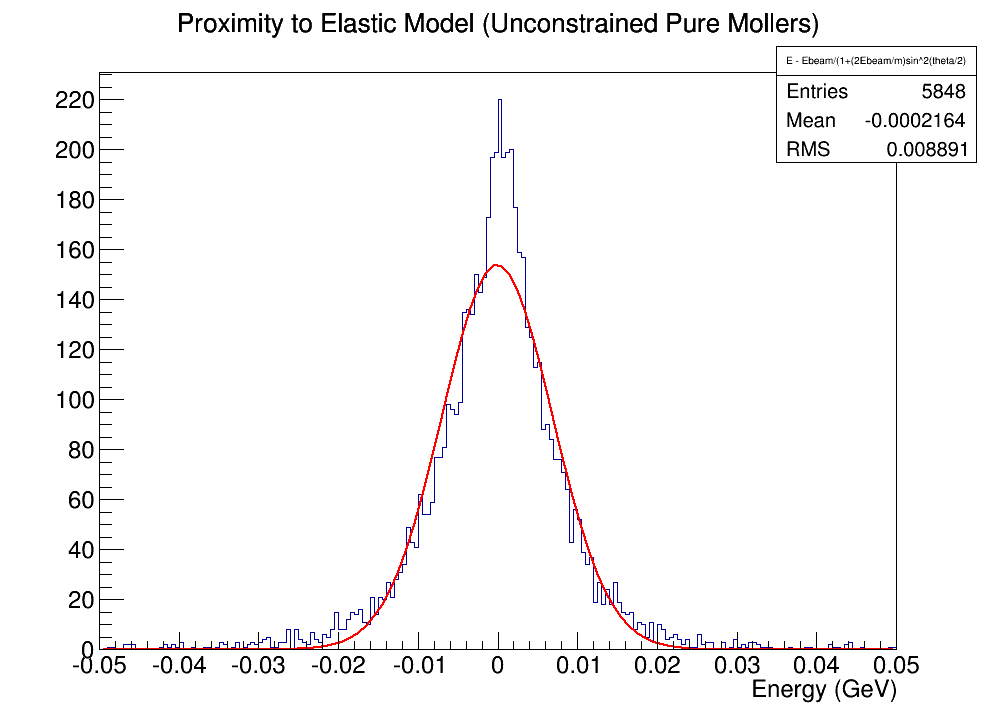 Proximity to Elastic Model (Unconstrained Pure Mollers)
E - Ebeam/(1+(2Ebeam/m)sin^2(theta/2)
Entries 5848
Mean -0.0002164
RMS 0.008891
220
200
180
160
140
120
100
80
60
40
20
0
-0.05 -0.04 -0.03 -0.02 -0.01 0 0.01 0.02 0.03 0.04 0.05
Energy (GeV)